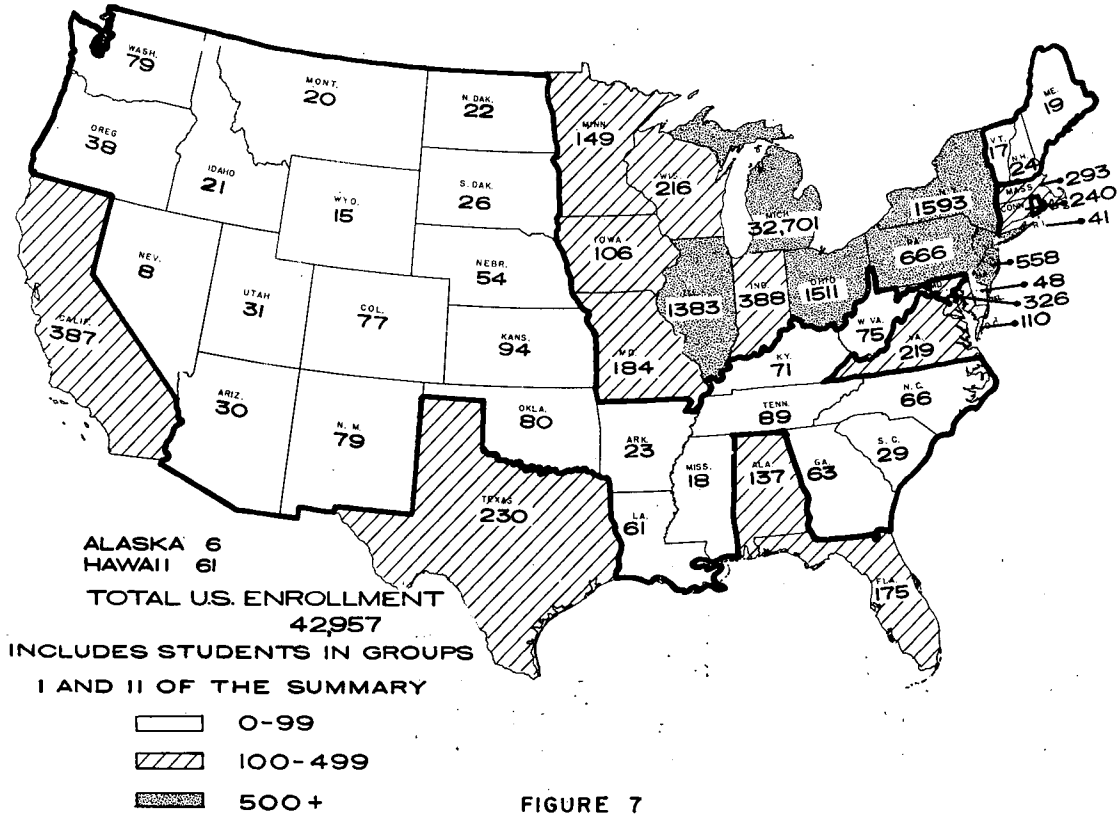 WASH.
79
MONT.
20
N. DAK.
22
MINN.
149
ME.
19
OREG
38
IDAHO
21
WYO.
15
S. DAK.
26
WIS.
216
MICH.
32,701
N.Y.
1593
VT.
17
N.H.
24
MASS.
293
CONN.
240
R.I.
41
NEV.
8
UTAH
31
COL.
77
NEBR.
54
IOWA
106
ILL.
1383
IND.
388
OHIO
1511
PA.
666
558
48
326
110
CALIF.
387
KANS.
94
MO.
184
KY.
71
W. VA.
75
VA.
219
ARIZ.
30
N. M.
79
OKLA.
80
ARK.
23
TENN.
89
N. C.
66
TEXAS
230
LA.
61
MISS.
18
ALA.
137
GA.
63
S. C.
29
FLA.
175
ALASKA 6
HAWAII 61
TOTAL U.S. ENROLLMENT
42,957
INCLUDES STUDENTS IN GROUPS
I AND II OF THE SUMMARY
0-99
100-499
500+
FIGURE 7